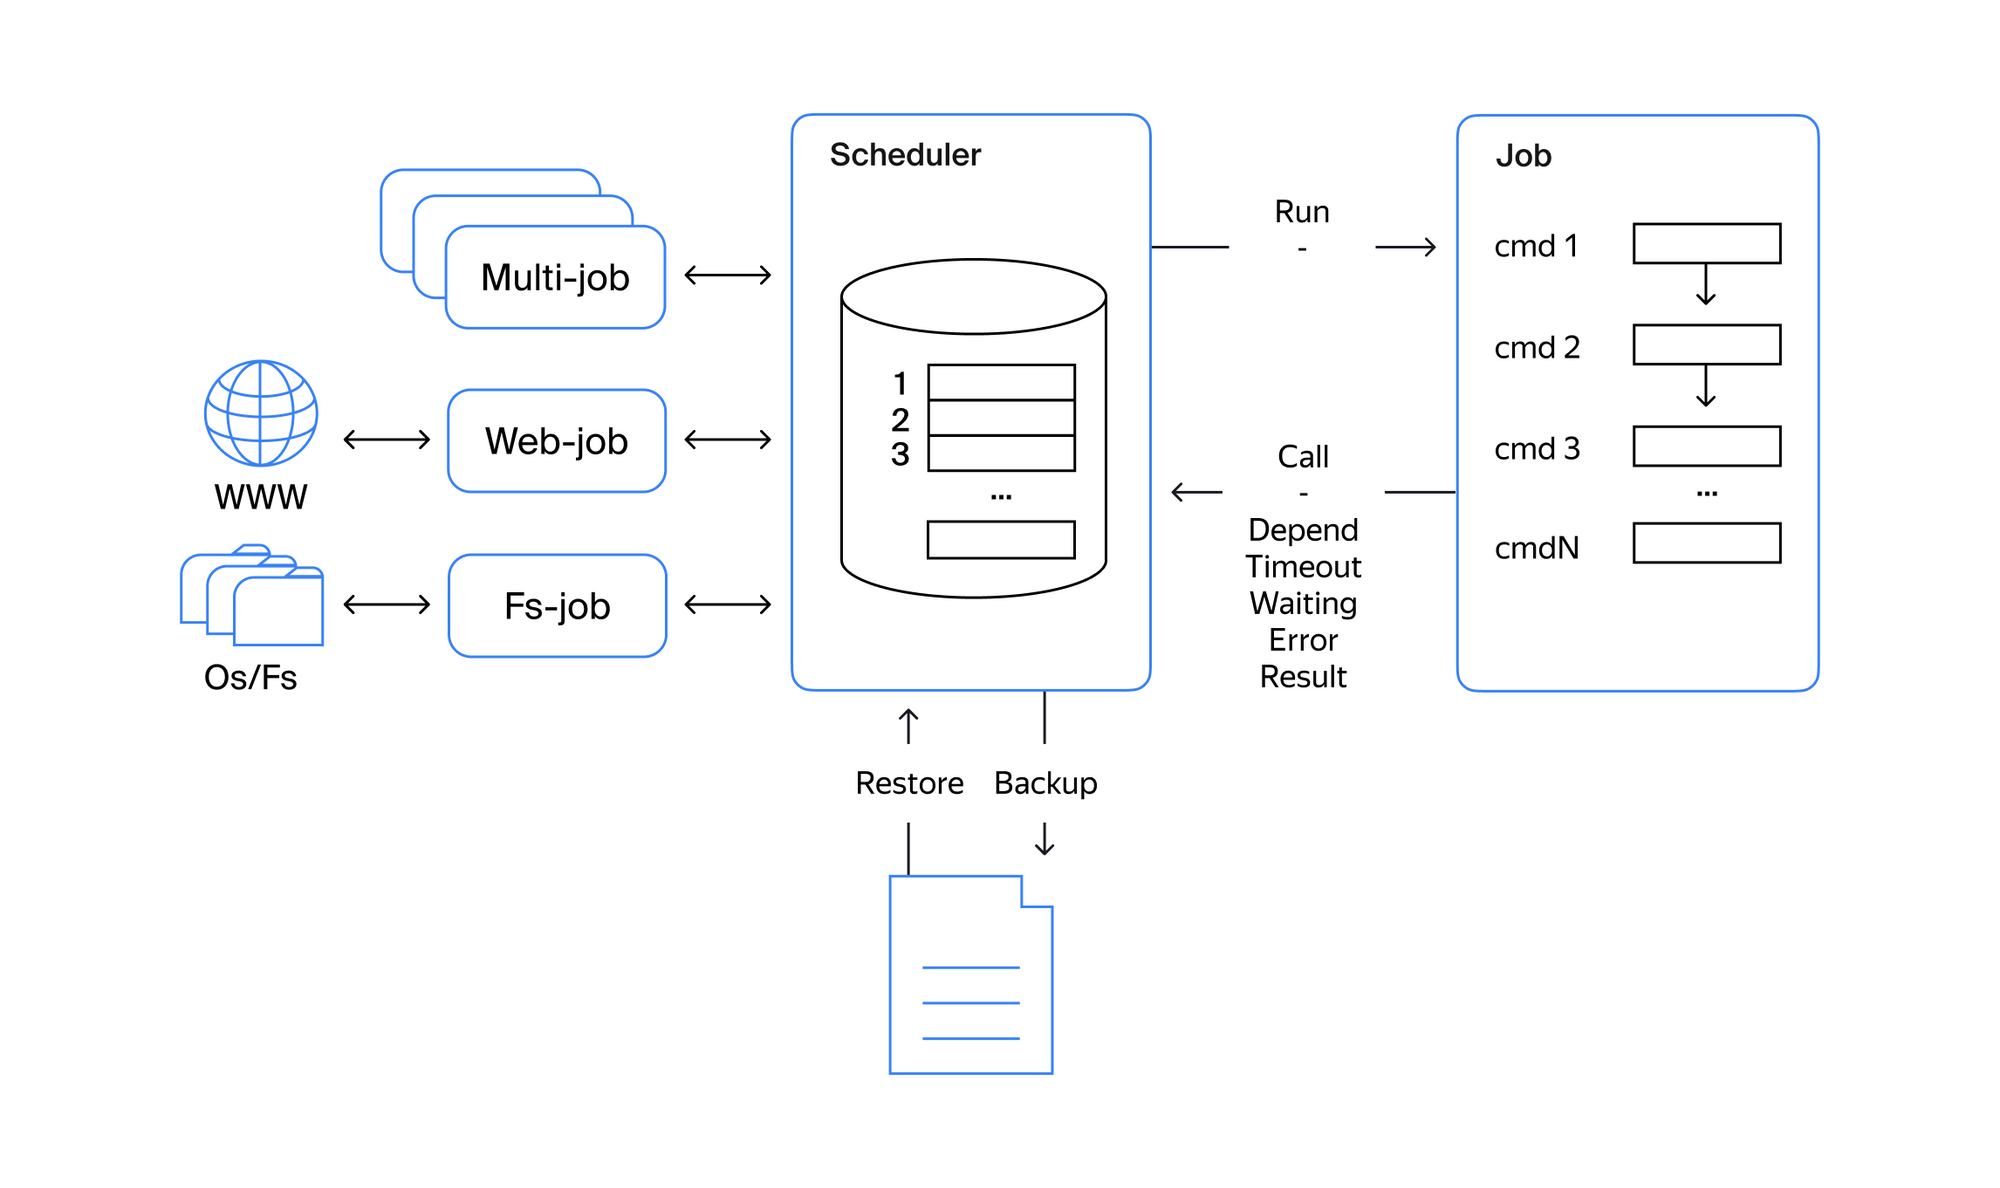 Scheduler
Job
Multi-job
Run
-
cmd 1
cmd 2
cmd 3
...
cmdN
Web-job
WWW
1
2
3
...
Call
-
Depend
Timeout
Waiting
Error
Result
Fs-job
Os/Fs
Restore
Backup